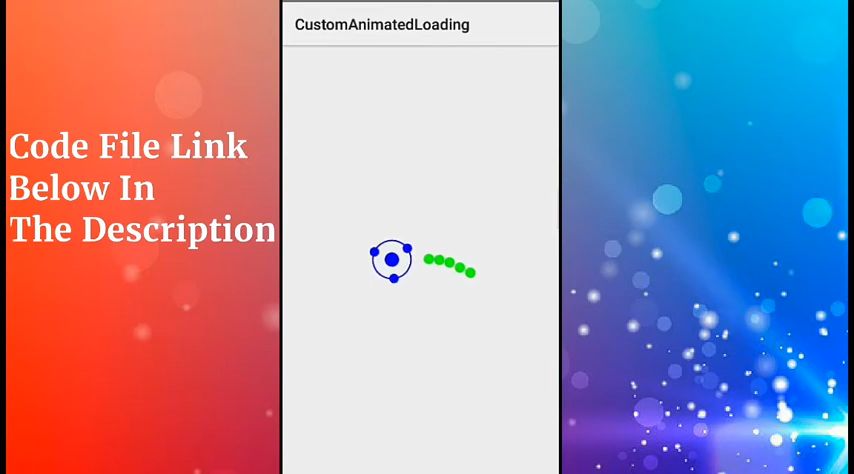 CustomAnimatedLoading
Code File Link
Below In
The Description